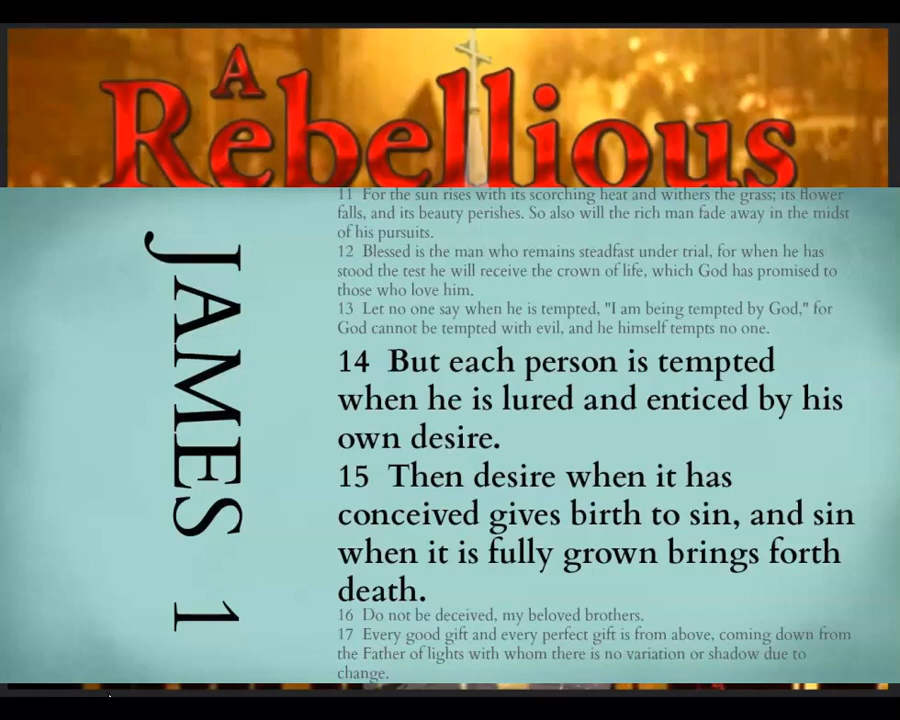 A
Rebellious
JAMES 1
11 For the sun rises with its scorching heat and withers the grass; its flower
falls, and its beauty perishes. So also will the rich man fade away in the midst
of his pursuits.
12 Blessed is the man who remains steadfast under trial, for when he has
stood the test he will receive the crown of life, which God has promised to
those who love him.
13 Let no one say when he is tempted, "I am being tempted by God," for
God cannot be tempted with evil, and he himself tempts no one.
14 But each person is tempted
when he is lured and enticed by his
own desire.
15 Then desire when it has
conceived gives birth to sin, and sin
when it is fully grown brings forth
death.
16 Do not be deceived, my beloved brothers.
17 Every good gift and every perfect gift is from above, coming down from
the Father of lights with whom there is no variation or shadow due to
change.